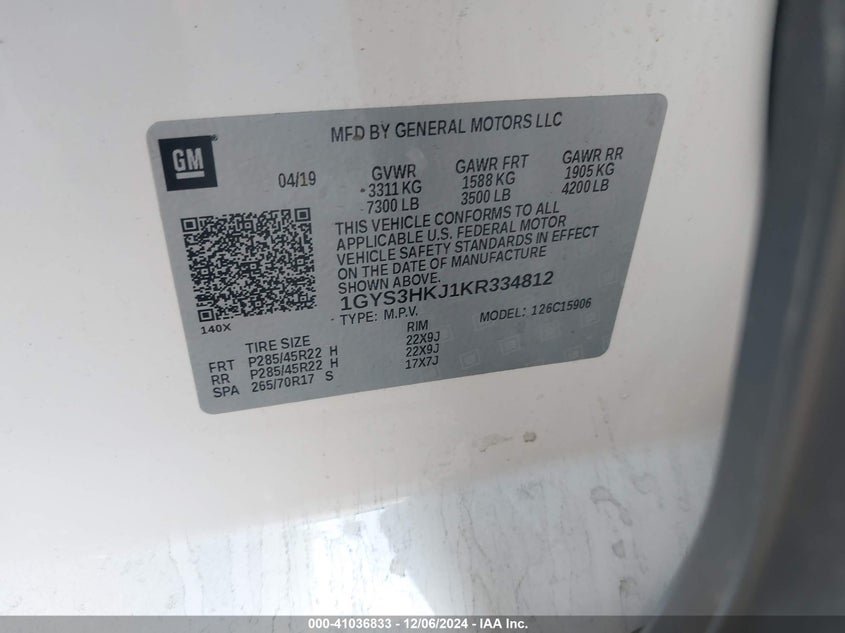 MFD BY GENERAL MOTORS LLC
GM
04/19
GVWR
3311 KG
7300 LB
GAWR FRT
1588 KG
3500 LB
GAWR RR
1905 KG
4200 LB
THIS VEHICLE CONFORMS TO ALL
APPLICABLE U.S. FEDERAL MOTOR
VEHICLE SAFETY STANDARDS IN EFFECT
ON THE DATE OF MANUFACTURE
SHOWN ABOVE.
1GYS3HKJ1KR334812
TYPE: M.P.V. MODEL: 126C15906
140X
TIRE SIZE RIM
FRT P285/45R22 H 22X9J
RR P285/45R22 H 22X9J
SPA 265/70R17 S 17X7J
000-41036833 - 12/06/2024 - IAA Inc.